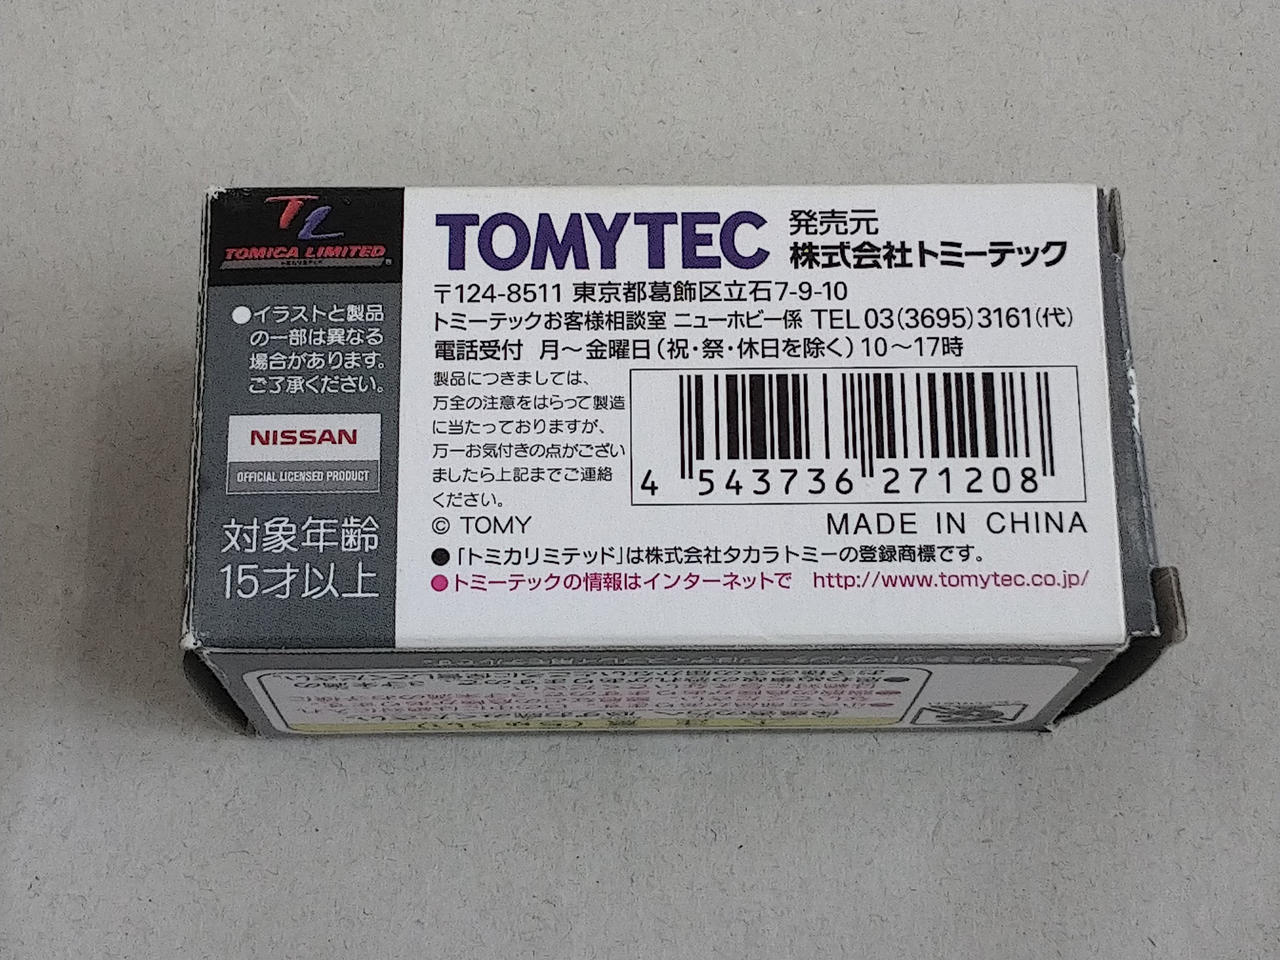 TL
TOMICA LIMITED
●イラストと製品
の一部は異なる
場合があります。
ご了承ください。
NISSAN
OFFICIAL LICENSED PRODUCT
対象年齢
15才以上
TOMYTEC
発売元
株式会社トミーテック
〒124-8511 東京都葛飾区立石7-9-10
トミーテックお客様相談室 ニューホビー係 TEL 03(3695)3161(代)
電話受付 月～金曜日(祝・祭・休日を除く)10～17時
製品につきましては、
万全の注意をはらって製造
に当たっておりますが、
万一お気付きの点がござい
ましたら上記までご連絡
ください。
4 543736 271208
© TOMY
MADE IN CHINA
●「トミカリミテッド」は株式会社タカラトミーの登録商標です。
●トミーテックの情報はインターネットで http://www.tomytec.co.jp/